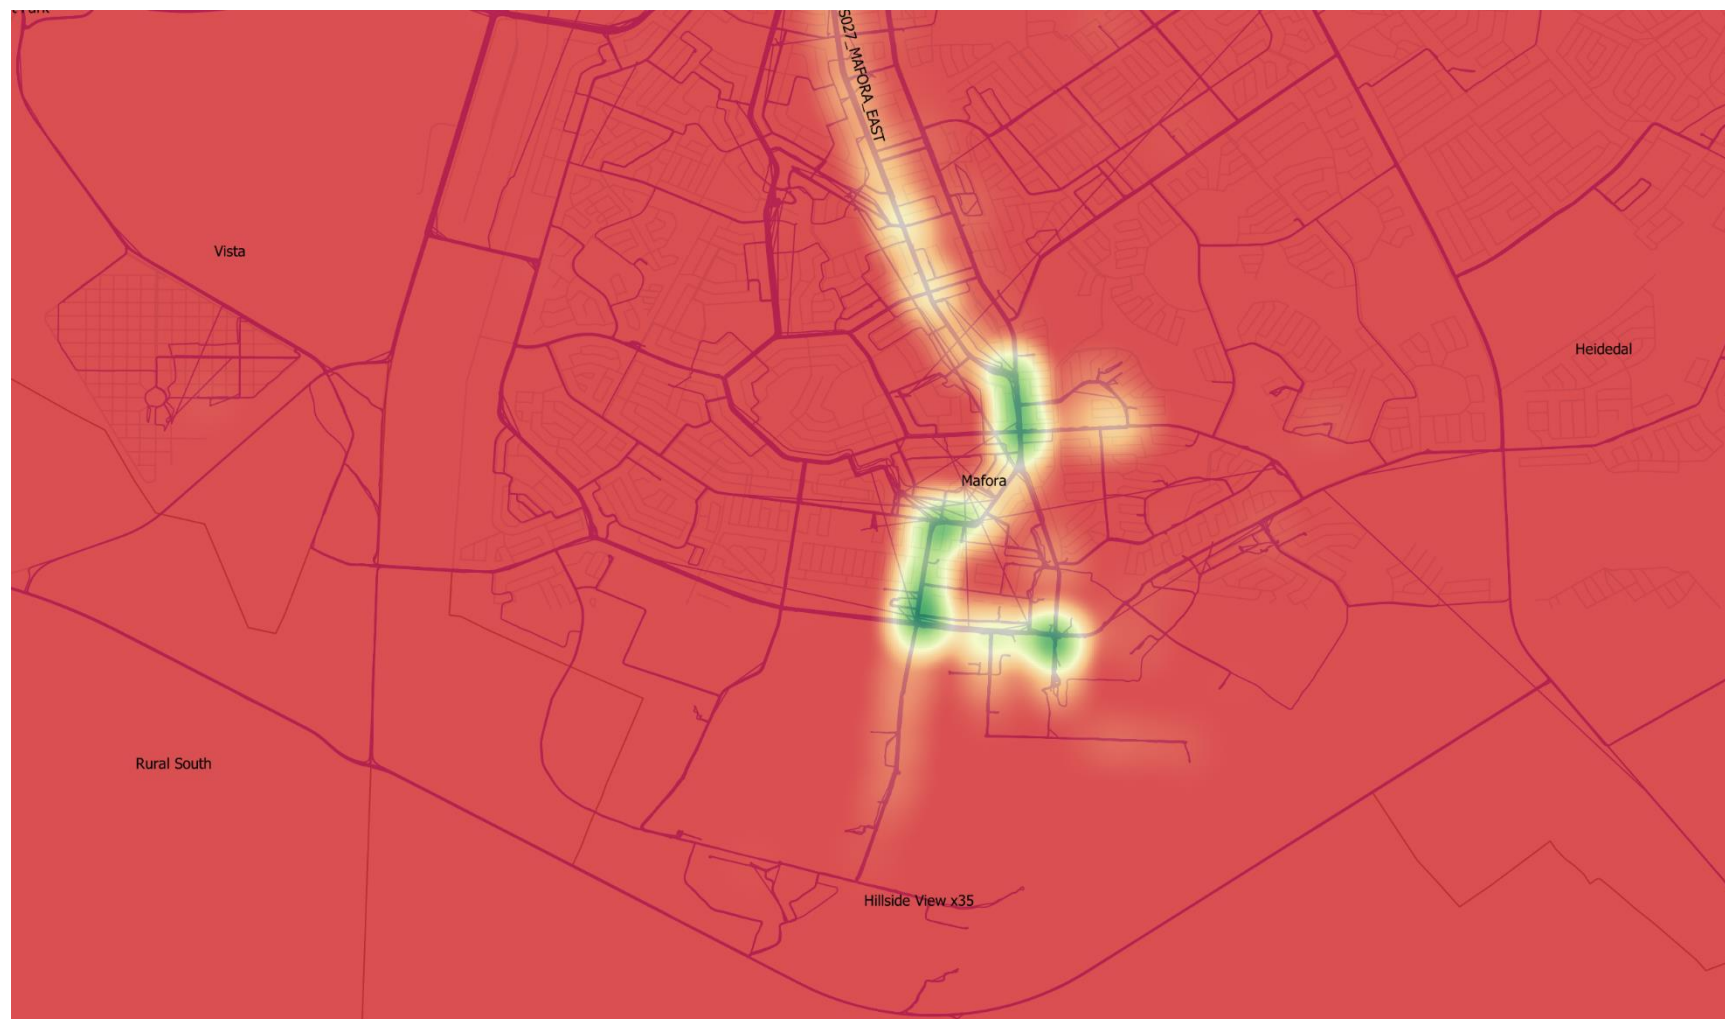 S027_MAFORA_EAST
Vista
Heidedal
Mafora
Rural South
Hillside View x35